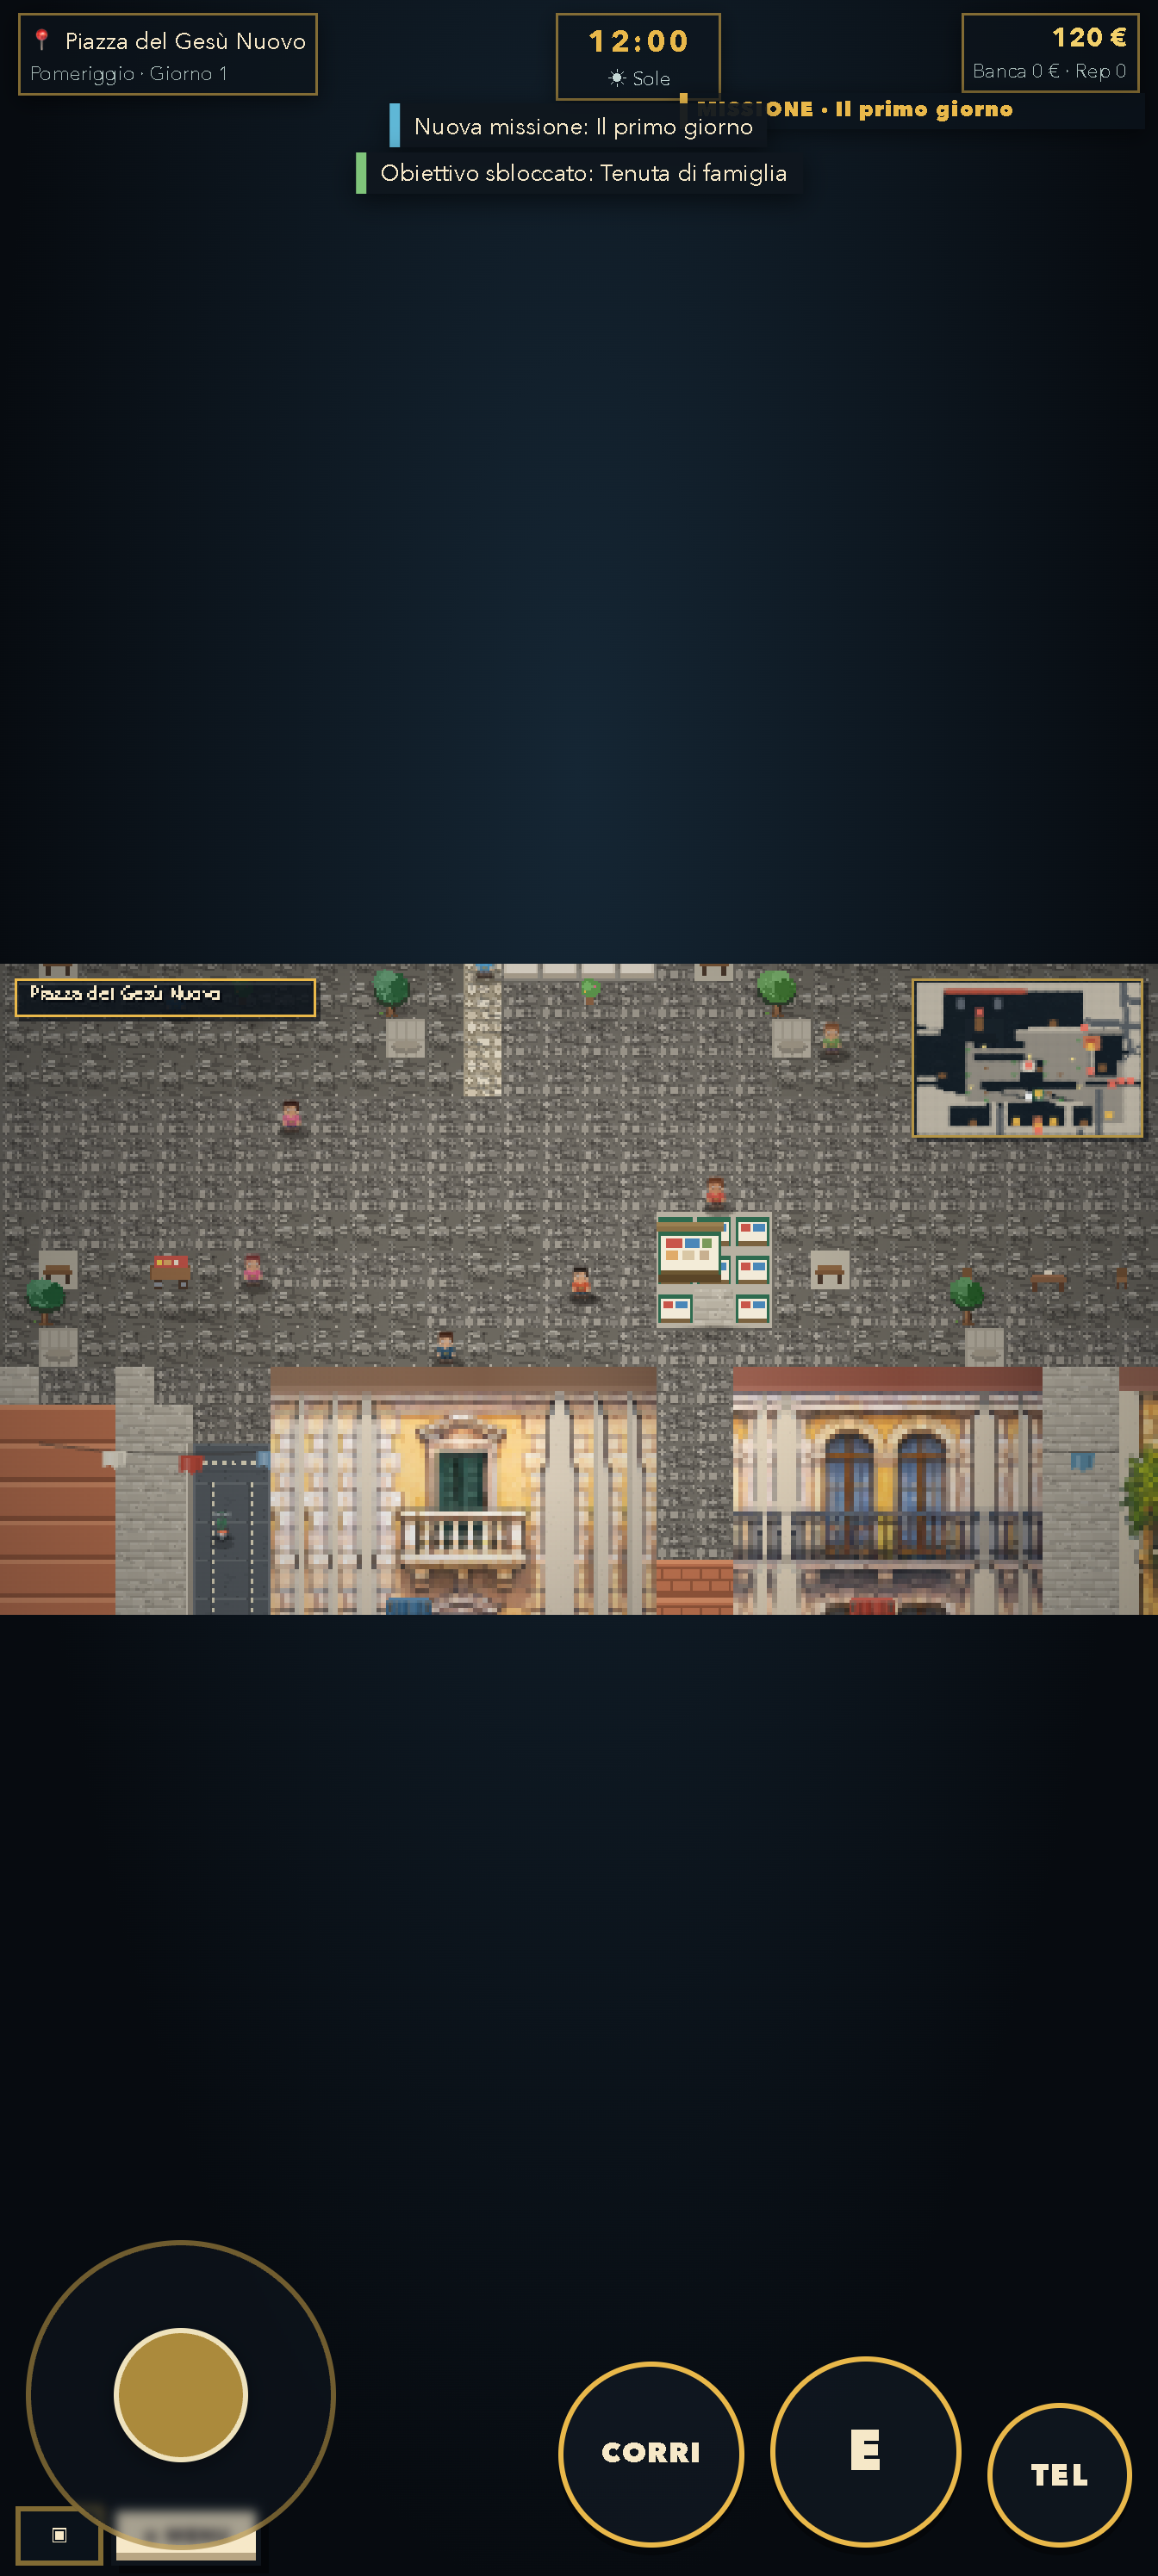 📍 Piazza del Gesù Nuovo
Pomeriggio · Giorno 1
12:00
☀ Sole
120 €
Banca 0 € · Rep 0
MISSIONE · Il primo giorno
Nuova missione: Il primo giorno
Obiettivo sbloccato: Tenuta di famiglia
Piazza del Gesù Nuovo
CORRI
E
TEL